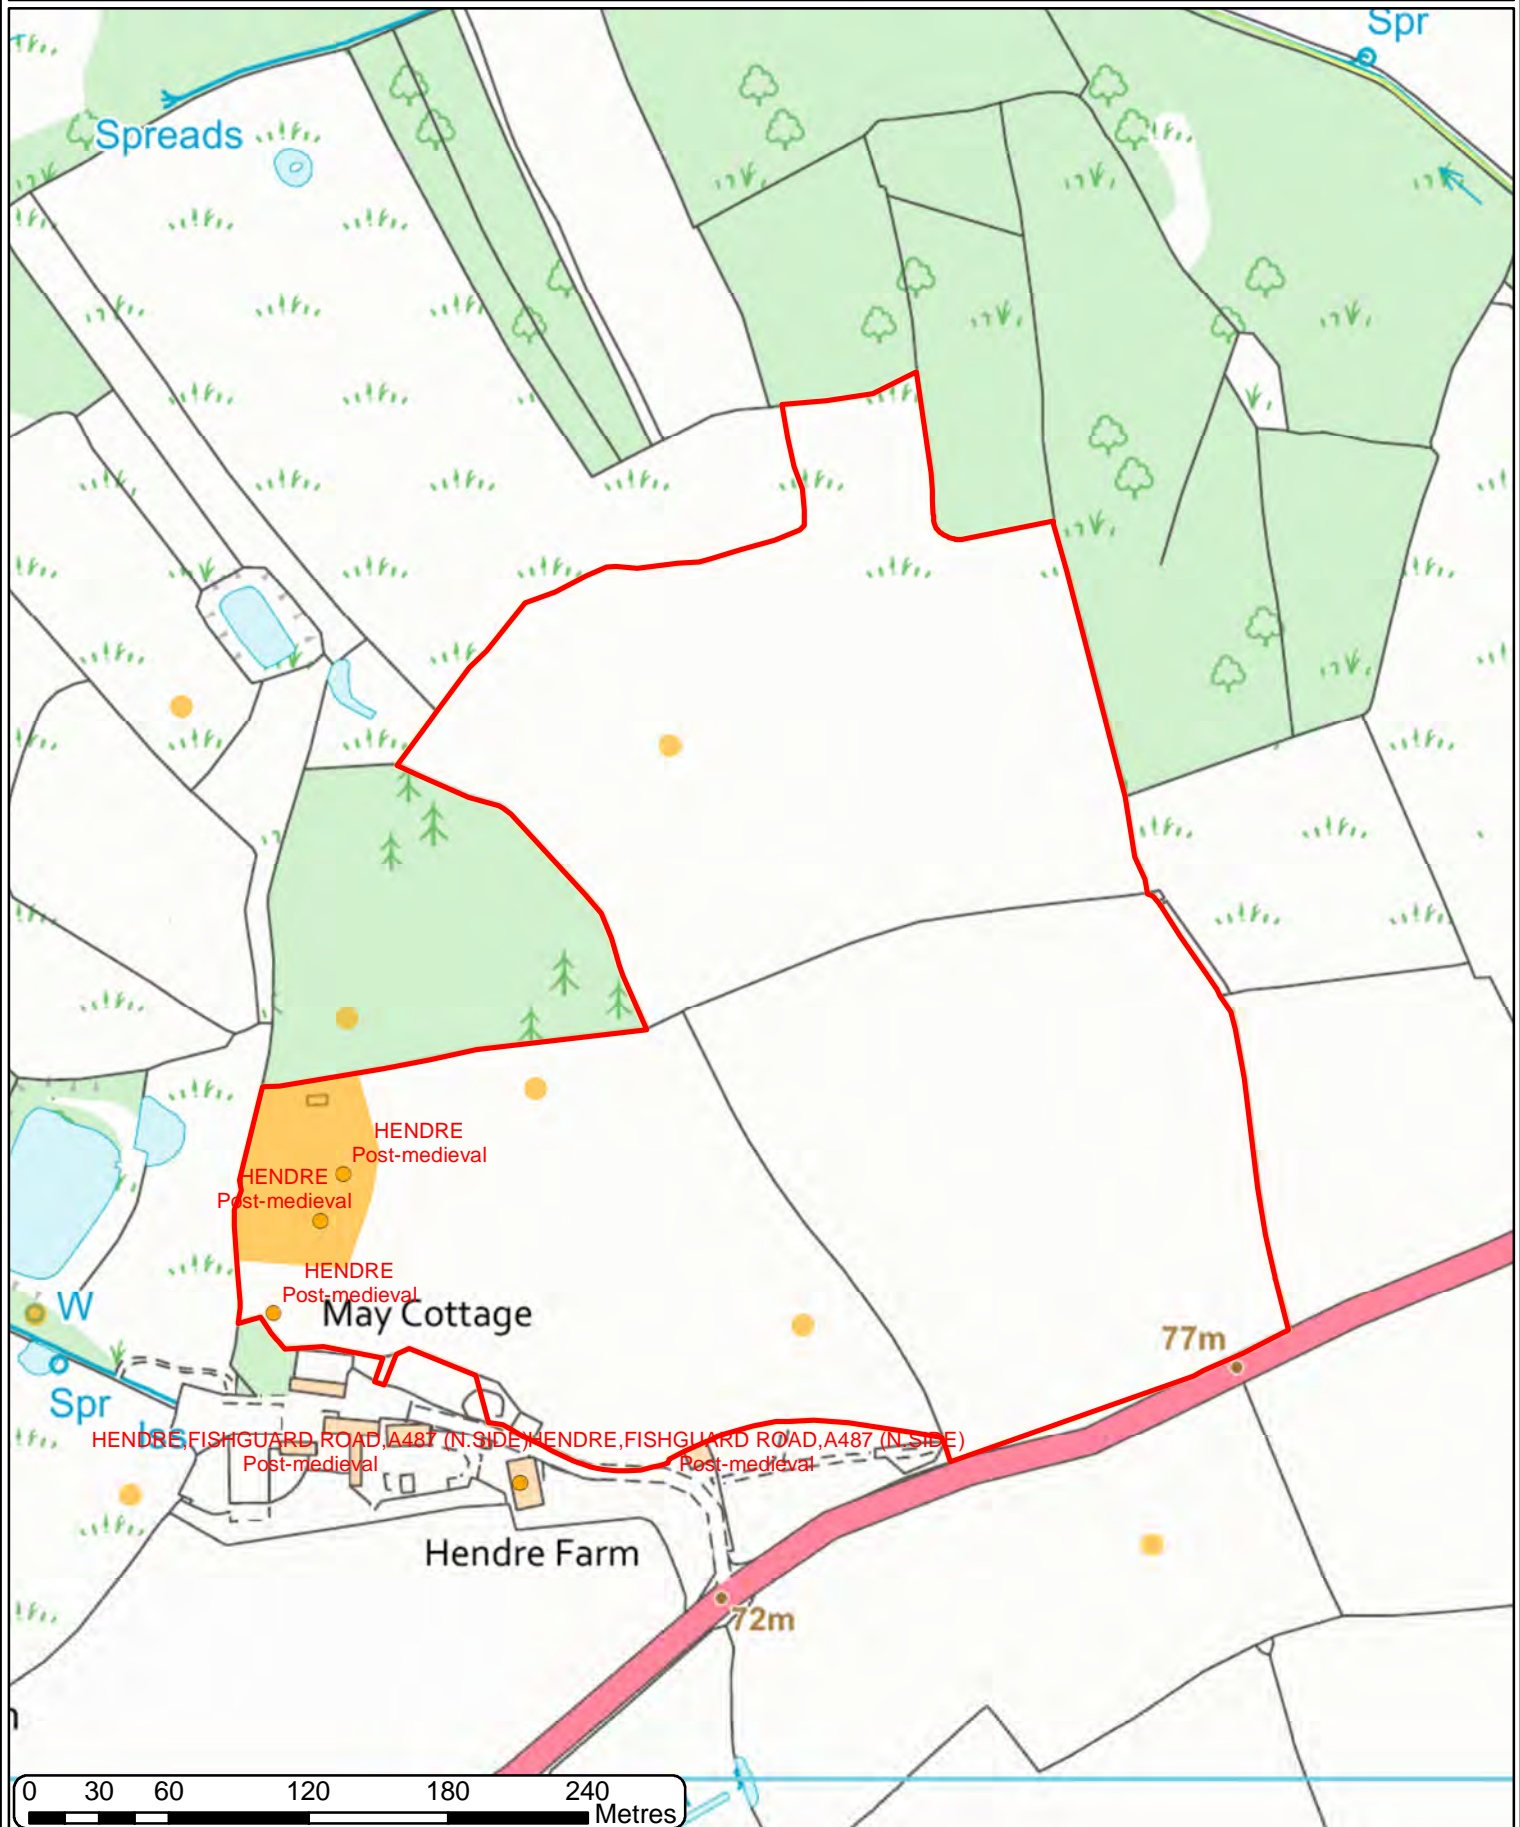 Spr
Spreads
HENDRE
Post-medieval
HENDRE
Post-medieval
HENDRE
Post-medieval
May Cottage
W
77m
Spr
Iss
HENDRE,FISHGUARD ROAD,A487 (N.SIDE)
HENDRE,FISHGUARD ROAD,A487 (N.SIDE)
Post-medieval
Post-medieval
Hendre Farm
72m
0 30 60 120 180 240
Metres